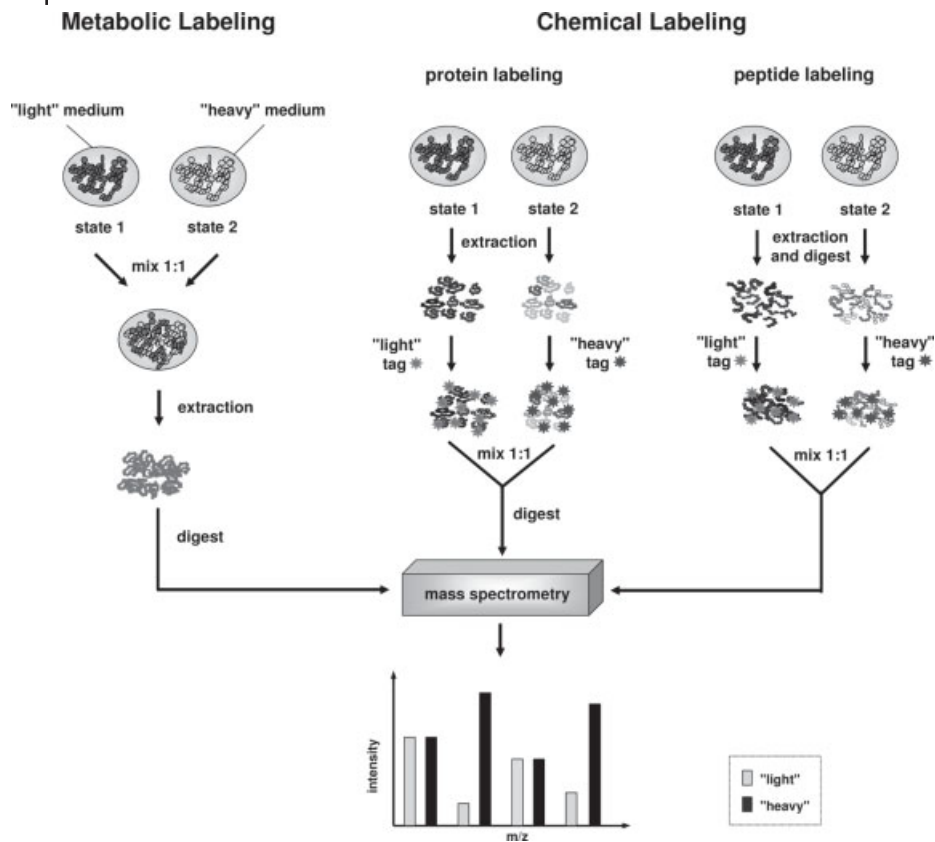 Metabolic Labeling
Chemical Labeling
protein labeling
peptide labeling
"light" medium
"heavy" medium
state 1
state 2
mix 1:1
extraction
digest
state 1
state 2
extraction
"light"
tag
"heavy"
tag
mix 1:1
digest
state 1
state 2
extraction
and digest
"light"
tag
"heavy"
tag
mix 1:1
mass spectrometry
intensity
m/z
"light"
"heavy"